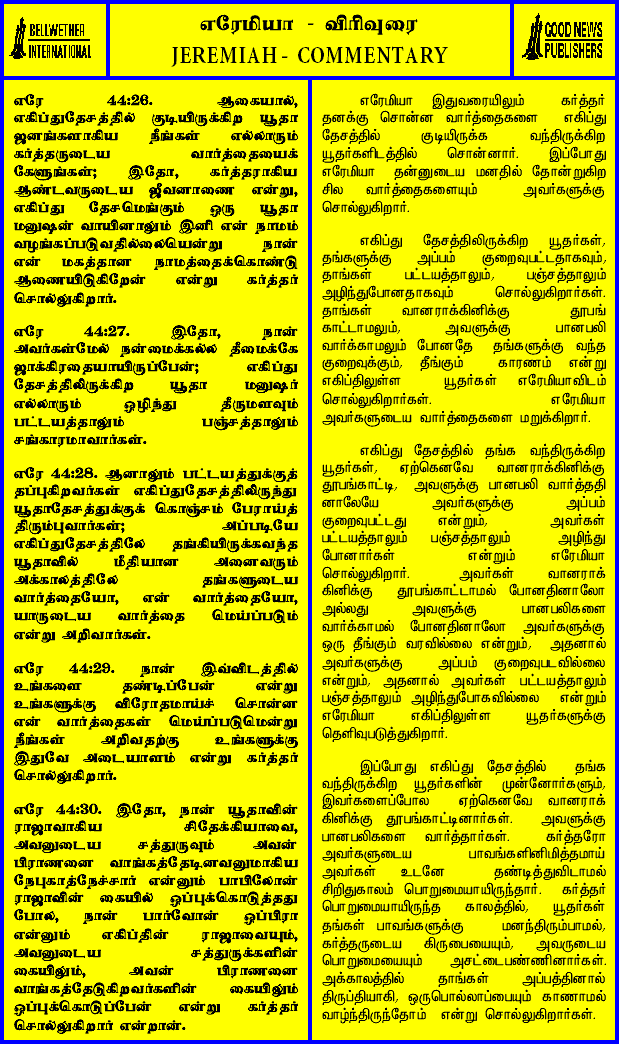 BELLWETHER
INTERNATIONAL
எரேமியா - விரிவுரை
JEREMIAH - COMMENTARY
GOOD NEWS
PUBLISHERS
எரே 44:26. ஆகையால்,
எகிப்துதேசத்தில் குடியிருக்கிற யூதா
ஜனங்களாகிய நீங்கள் எல்லாரும்
கர்த்தருடைய வார்த்தையைக்
கேளுங்கள்; இதோ, கர்த்தராகிய
ஆண்டவருடைய ஜீவனாணை என்று,
எகிப்து தேசமெங்கும் ஒரு யூதா
மனுஷன் வாயினாலும் இனி என் நாமம்
வழங்கப்படுவதில்லையென்று நான்
என் மகத்தான நாமத்தைக்கொண்டு
ஆணையிடுகிறேன் என்று கர்த்தர்
சொல்லுகிறார்.
எரே 44:27. இதோ, நான்
அவர்கள்மேல் நன்மைக்கல்ல தீமைக்கே
ஜாக்கிரதையாயிருப்பேன்; எகிப்து
தேசத்திலிருக்கிற யூதா மனுஷர்
எல்லாரும் ஒழிந்து தீருமளவும்
பட்டயத்தாலும் பஞ்சத்தாலும்
சங்காரமாவார்கள்.
எரே 44:28. ஆனாலும் பட்டயத்துக்குத்
தப்புகிறவர்கள் எகிப்துதேசத்திலிருந்து
யூதாதேசத்துக்குக் கொஞ்சம் பேராய்த்
திரும்புவார்கள்; அப்படியே
எகிப்துதேசத்திலே தங்கியிருக்கவந்த
யூதாவில் மீதியான அனைவரும்
அக்காலத்திலே தங்களுடைய
வார்த்தையோ, என் வார்த்தையோ,
யாருடைய வார்த்தை மெய்ப்படும்
என்று அறிவார்கள்.
எரே 44:29. நான் இவ்விடத்தில்
உங்களை தண்டிப்பேன் என்று
உங்களுக்கு விரோதமாய்ச் சொன்ன
என் வார்த்தைகள் மெய்ப்படுமென்று
நீங்கள் அறிவதற்கு உங்களுக்கு
இதுவே அடையாளம் என்று கர்த்தர்
சொல்லுகிறார்.
எரே 44:30. இதோ, நான் யூதாவின்
ராஜாவாகிய சிதேக்கியாவை,
அவனுடைய சத்துருவும் அவன்
பிராணனை வாங்கத்தேடினவனுமாகிய
நேபுகாத்நேச்சார் என்னும் பாபிலோன்
ராஜாவின் கையில் ஒப்புக்கொடுத்தது
போல, நான் பார்வோன் ஒப்பிரா
என்னும் எகிப்தின் ராஜாவையும்,
அவனுடைய சத்துருக்களின்
கையிலும், அவன் பிராணனை
வாங்கத்தேடுகிறவர்களின் கையிலும்
ஒப்புக்கொடுப்பேன் என்று கர்த்தர்
சொல்லுகிறார் என்றான்.
எரேமியா இதுவரையிலும் கர்த்தர்
தனக்கு சொன்ன வார்த்தைகளை எகிப்து
தேசத்தில் குடியிருக்க வந்திருக்கிற
யூதர்களிடத்தில் சொன்னார். இப்போது
எரேமியா தன்னுடைய மனதில் தோன்றுகிற
சில வார்த்தைகளையும் அவர்களுக்கு
சொல்லுகிறார்.
எகிப்து தேசத்திலிருக்கிற யூதர்கள்,
தங்களுக்கு அப்பம் குறைவுபட்டதாகவும்,
தாங்கள் பட்டயத்தாலும், பஞ்சத்தாலும்
அழிந்துபோனதாகவும் சொல்லுகிறார்கள்.
தாங்கள் வானராக்கினிக்கு தூபங்
காட்டாமலும், அவளுக்கு பானபலி
வார்க்காமலும் போனதே தங்களுக்கு வந்த
குறைவுக்கும், தீங்கும் காரணம் என்று
எகிப்திலுள்ள யூதர்கள் எரேமியாவிடம்
சொல்லுகிறார்கள். எரேமியா
அவர்களுடைய வார்த்தைகளை மறுக்கிறார்.
எகிப்து தேசத்தில் தங்க வந்திருக்கிற
யூதர்கள், ஏற்கெனவே வானராக்கினிக்கு
தூபங்காட்டி, அவளுக்கு பானபலி வார்த்ததி
னாலேயே அவர்களுக்கு அப்பம்
குறைவுபட்டது என்றும், அவர்கள்
பட்டயத்தாலும் பஞ்சத்தாலும் அழிந்து
போனார்கள் என்றும் எரேமியா
சொல்லுகிறார். அவர்கள் வானராக்
கினிக்கு தூபங்காட்டாமல் போனதினாலோ
அல்லது அவளுக்கு பானபலிகளை
வார்க்காமல் போனதினாலோ அவர்களுக்கு
ஒரு தீங்கும் வரவில்லை என்றும், அதனால்
அவர்களுக்கு அப்பம் குறைவுபடவில்லை
என்றும், அதனால் அவர்கள் பட்டயத்தாலும்
பஞ்சத்தாலும் அழிந்துபோகவில்லை என்றும்
எரேமியா எகிப்திலுள்ள யூதர்களுக்கு
தெளிவுபடுத்துகிறார்.
இப்போது எகிப்து தேசத்தில் தங்க
வந்திருக்கிற யூதர்களின் முன்னோர்களும்,
இவர்களைப்போல ஏற்கெனவே வானராக்
கினிக்கு தூபங்காட்டினார்கள். அவளுக்கு
பானபலிகளை வார்த்தார்கள். கர்த்தரோ
அவர்களுடைய பாவங்களினிமித்தமாய்
அவர்கள் உடனே தண்டித்துவிடாமல்
சிறிதுகாலம் பொறுமையாயிருந்தார். கர்த்தர்
பொறுமையாயிருந்த காலத்தில், யூதர்கள்
தங்கள் பாவங்களுக்கு மனந்திரும்பாமல்,
கர்த்தருடைய கிருபையையும், அவருடைய
பொறுமையையும் அசட்டைபண்ணினார்கள்.
அக்காலத்தில் தாங்கள் அப்பத்தினால்
திருப்தியாகி, ஒருபொல்லாப்பையும் காணாமல்
வாழ்ந்திருந்தோம் என்று சொல்லுகிறார்கள்.